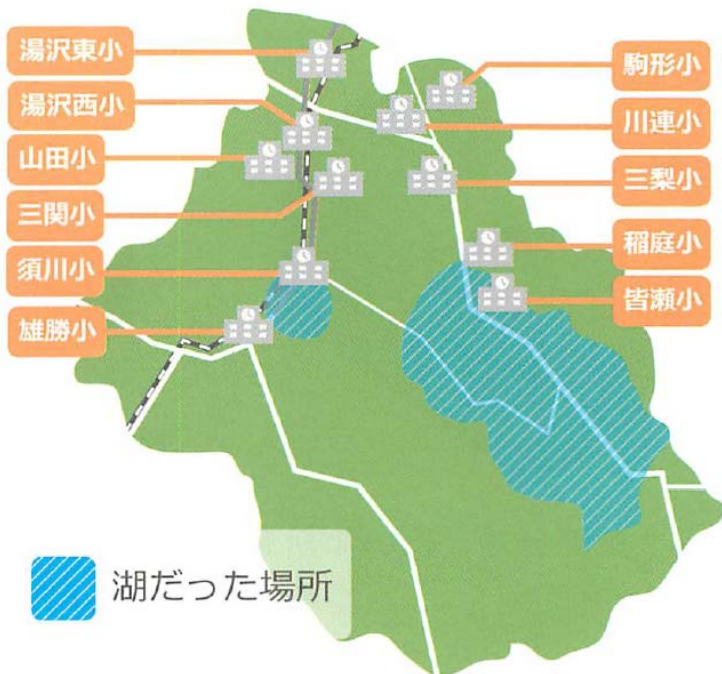 湯沢東小
湯沢西小
山田小
三関小
須川小
雄勝小
駒形小
川連小
三梨小
稲庭小
皆瀬小
湖だった場所